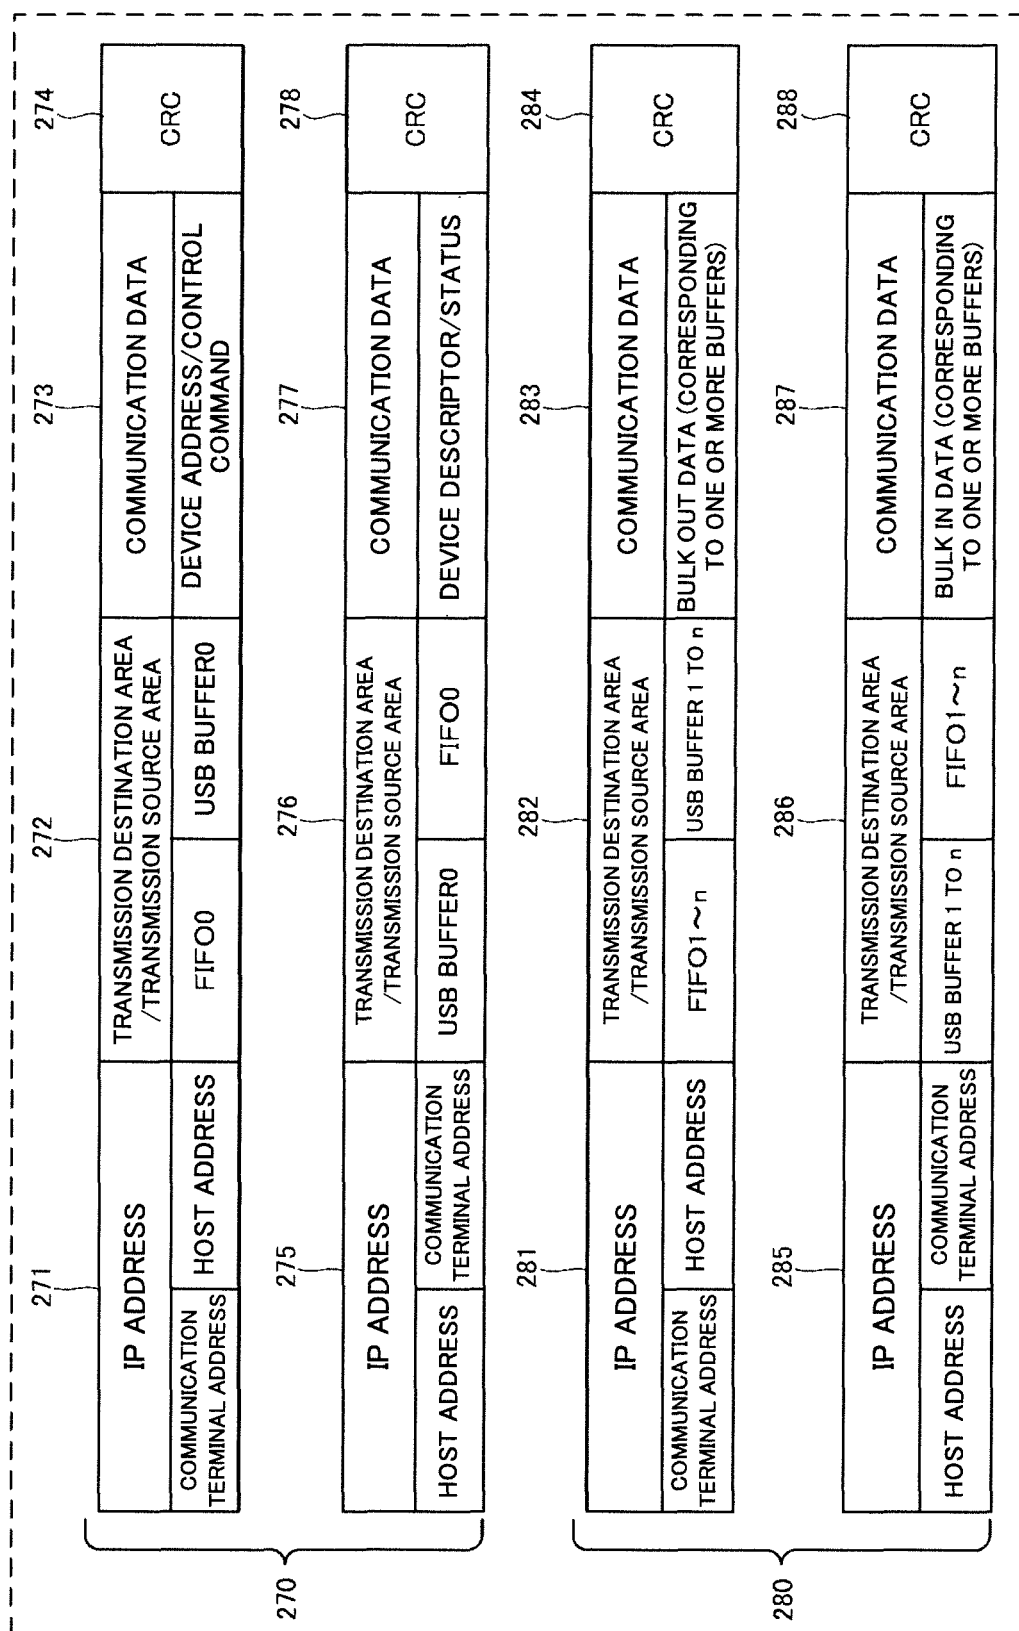 271
272
273
274
IP ADDRESS
TRANSMISSION DESTINATION AREA
/TRANSMISSION SOURCE AREA
COMMUNICATION DATA
CRC
COMMUNICATION
TERMINAL ADDRESS
HOST ADDRESS
FIFO0
USB BUFFER0
DEVICE ADDRESS/CONTROL
COMMAND
270
275
276
277
278
IP ADDRESS
TRANSMISSION DESTINATION AREA
/TRANSMISSION SOURCE AREA
COMMUNICATION DATA
CRC
HOST ADDRESS
COMMUNICATION
TERMINAL ADDRESS
USB BUFFER0
FIFO0
DEVICE DESCRIPTOR/STATUS
281
282
283
284
IP ADDRESS
TRANSMISSION DESTINATION AREA
/TRANSMISSION SOURCE AREA
COMMUNICATION DATA
CRC
COMMUNICATION
TERMINAL ADDRESS
HOST ADDRESS
FIFO1～n
USB BUFFER 1 TO n
BULK OUT DATA (CORRESPONDING
TO ONE OR MORE BUFFERS)
280
285
286
287
288
IP ADDRESS
TRANSMISSION DESTINATION AREA
/TRANSMISSION SOURCE AREA
COMMUNICATION DATA
CRC
HOST ADDRESS
COMMUNICATION
TERMINAL ADDRESS
USB BUFFER 1 TO n
FIFO1～n
BULK IN DATA (CORRESPONDING
TO ONE OR MORE BUFFERS)